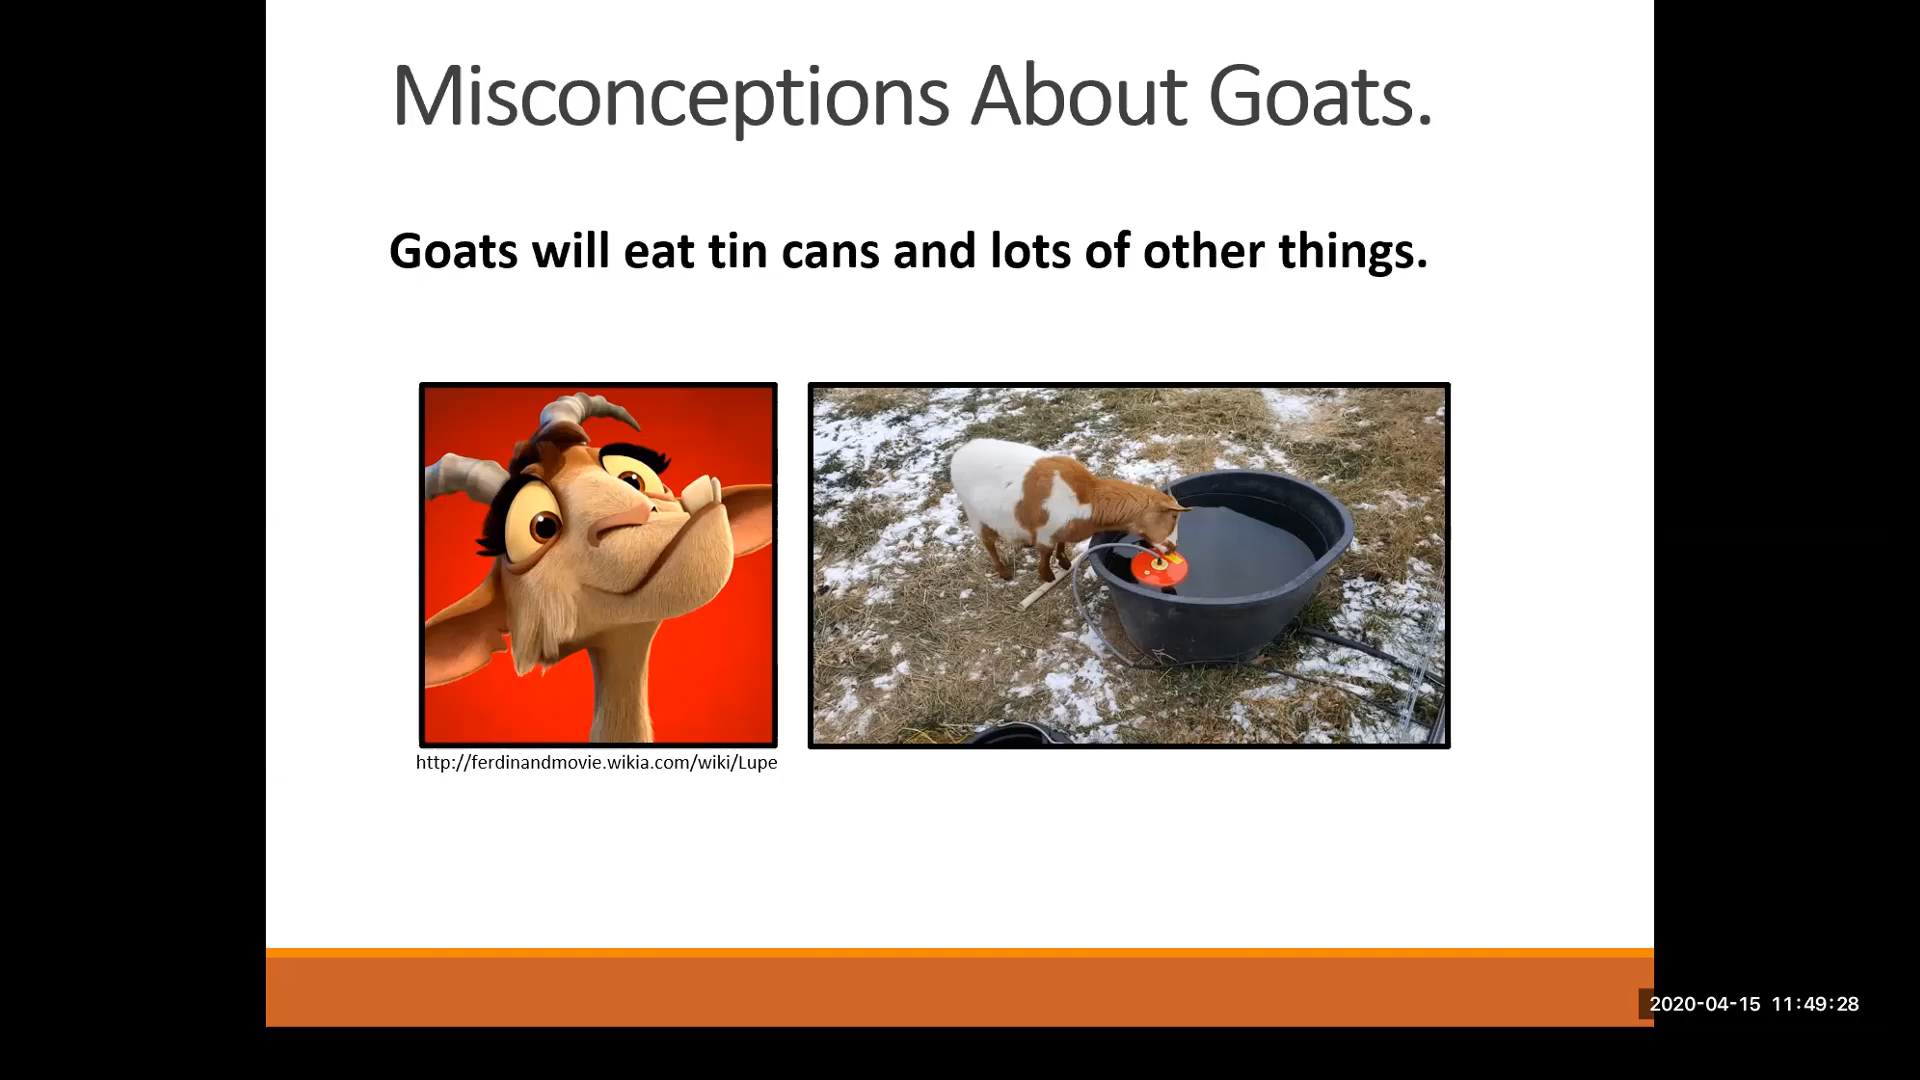 Misconceptions About Goats.
Goats will eat tin cans and lots of other things.
http://ferdinandmovie.wikia.com/wiki/Lupe
2020-04-15 11:49:28